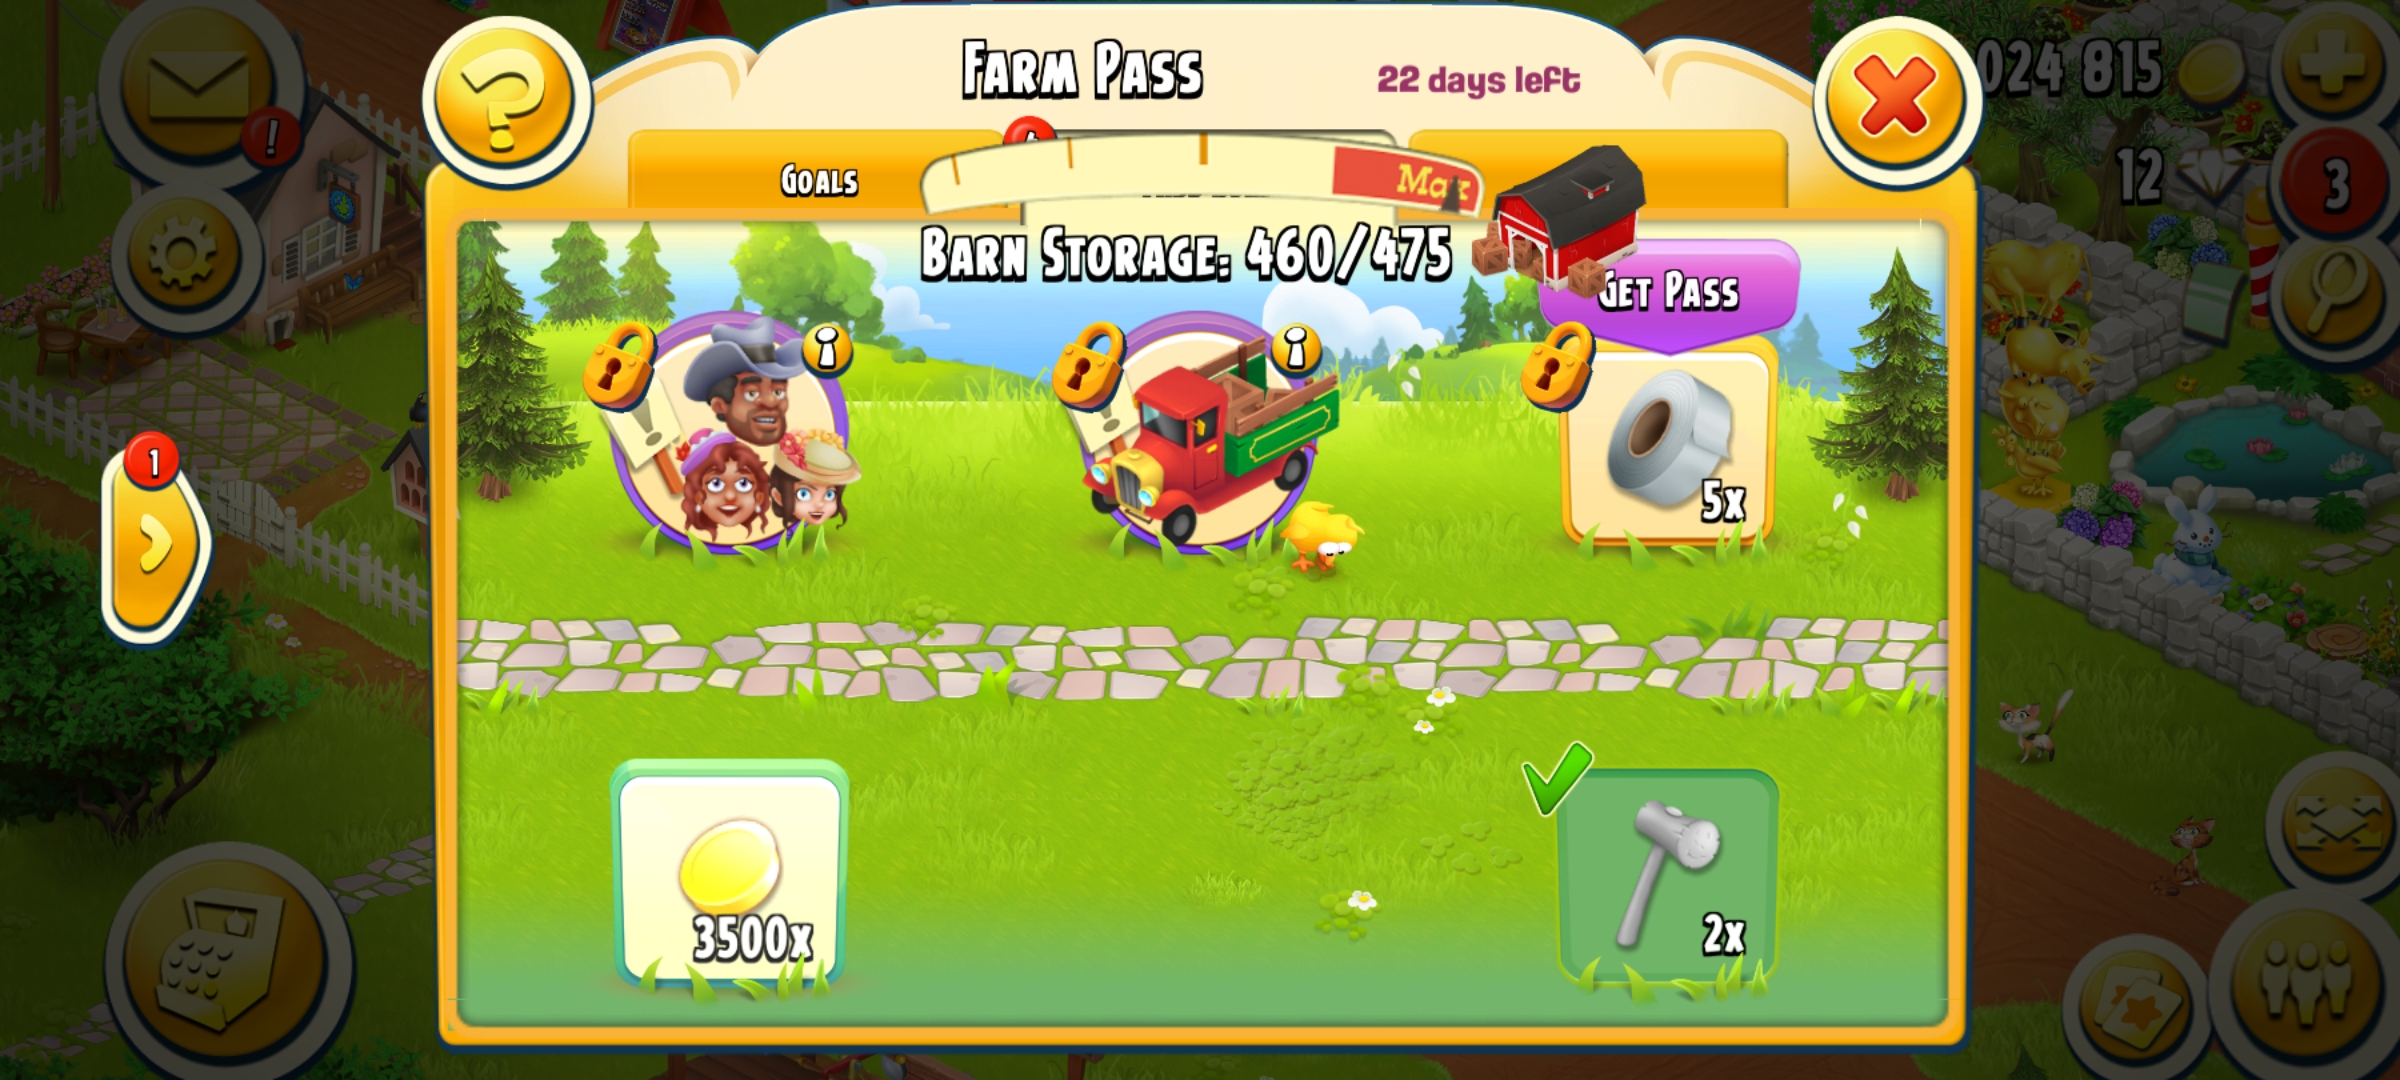 FARM PASS
22 days left
024 815
GOALS
Max
12
3
BARN STORAGE: 460/475
GET PASS
5x
1
3500x
2x